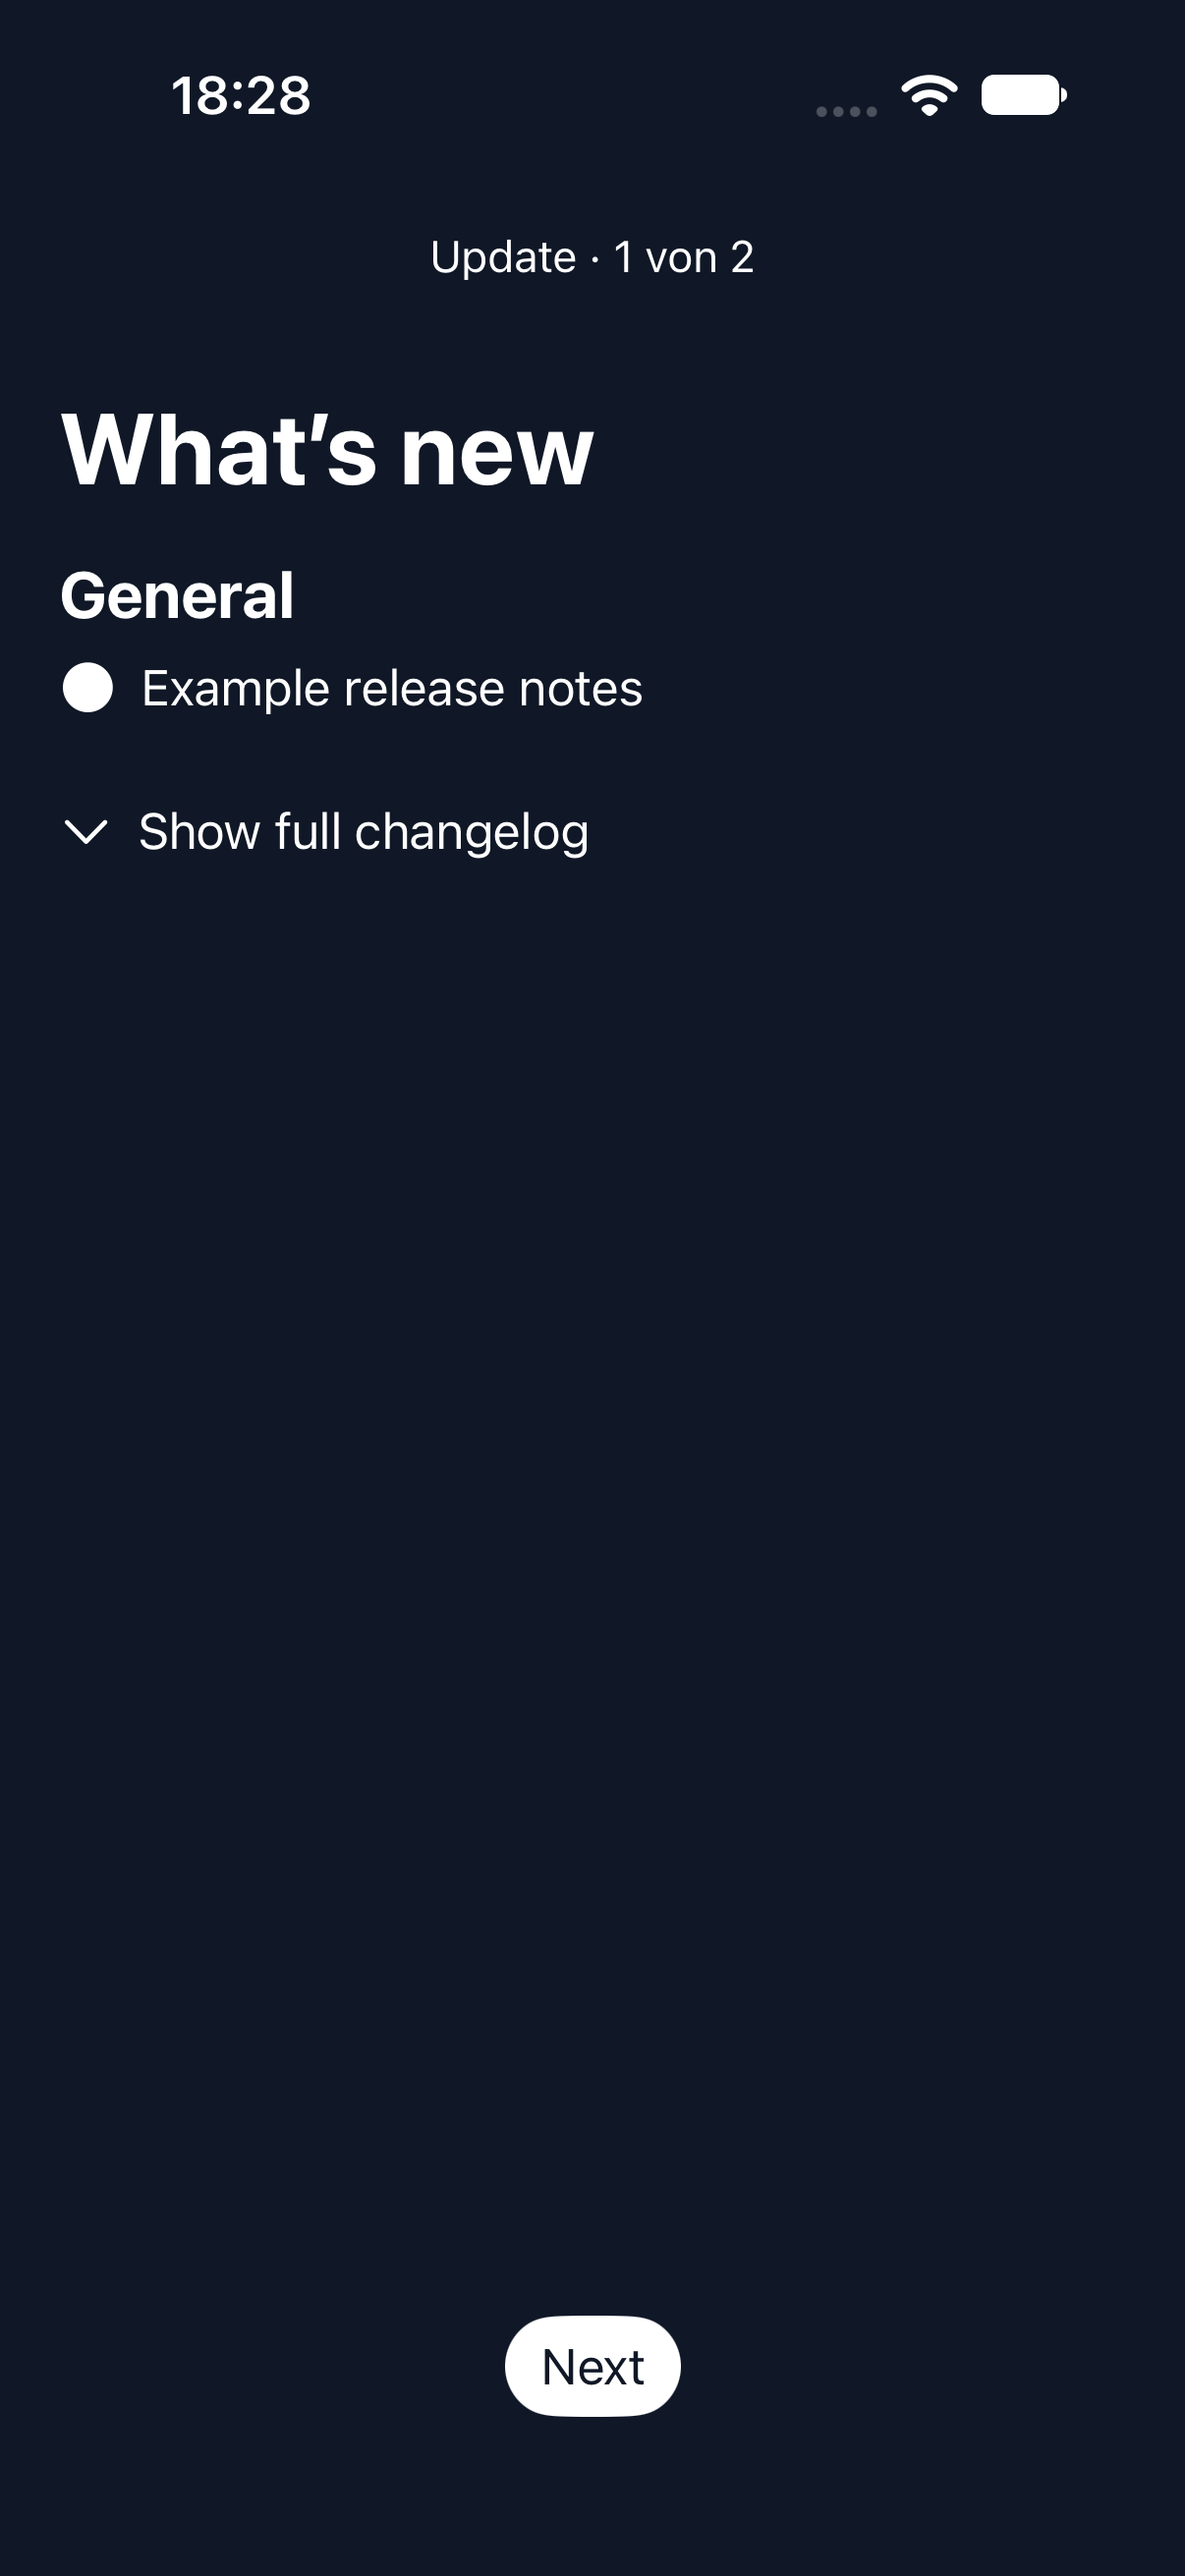 18:28
Update · 1 von 2
What’s new
General
Example release notes
Show full changelog
Next